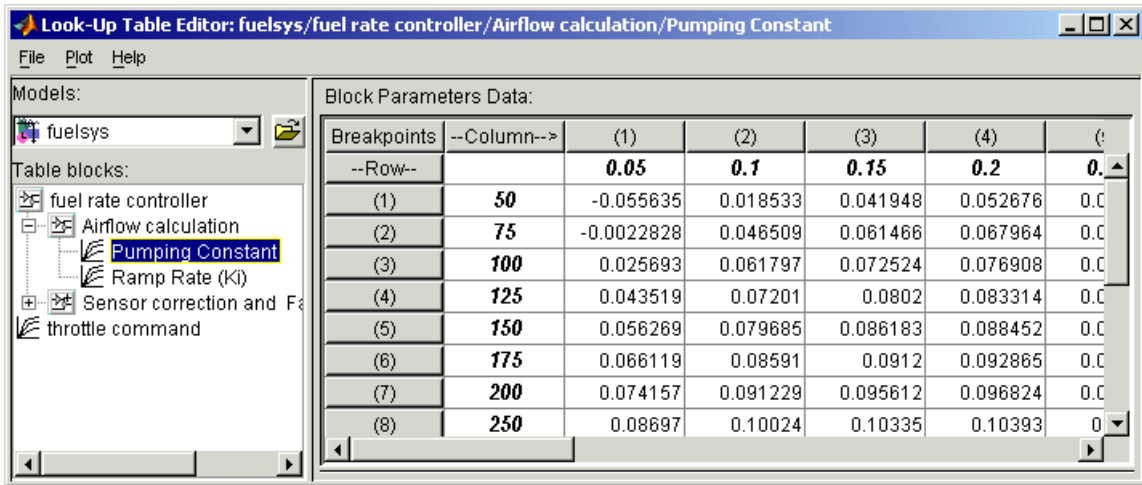 Look-Up Table Editor: fuelsys/fuel rate controller/Airflow calculation/Pumping Constant
File Plot Help
Models:
fuelsys
Table blocks:
fuel rate controller
Airflow calculation
Pumping Constant
Ramp Rate (Ki)
Sensor correction and
throttle command
Block Parameters Data:
Breakpoints --Column--> (1) (2) (3) (4)
--Row-- 0.05 0.1 0.15 0.2
(1) 50 -0.055635 0.018533 0.041948 0.052676
(2) 75 -0.0022828 0.046509 0.061466 0.067964
(3) 100 0.025693 0.061797 0.072524 0.076908
(4) 125 0.043519 0.07201 0.0802 0.083314
(5) 150 0.056269 0.079685 0.086183 0.088452
(6) 175 0.066119 0.08591 0.0912 0.092865
(7) 200 0.074157 0.091229 0.095612 0.096824
(8) 250 0.08697 0.10024 0.10335 0.10393